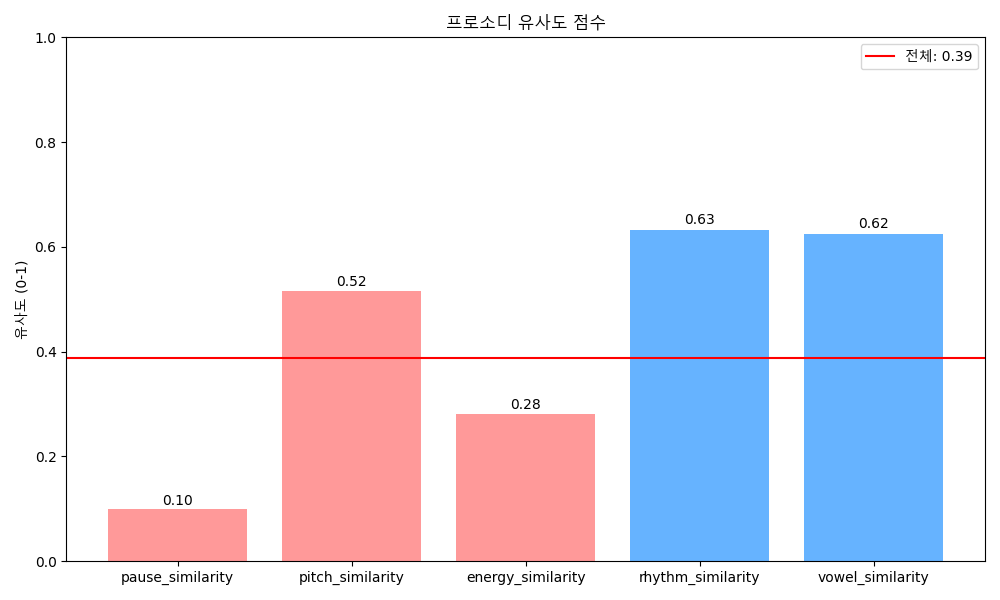 프로소디 유사도 점수
전체: 0.39
유사도 (0-1)
1.0
0.8
0.6
0.4
0.2
0.0
0.10
0.52
0.28
0.63
0.62
pause_similarity
pitch_similarity
energy_similarity
rhythm_similarity
vowel_similarity